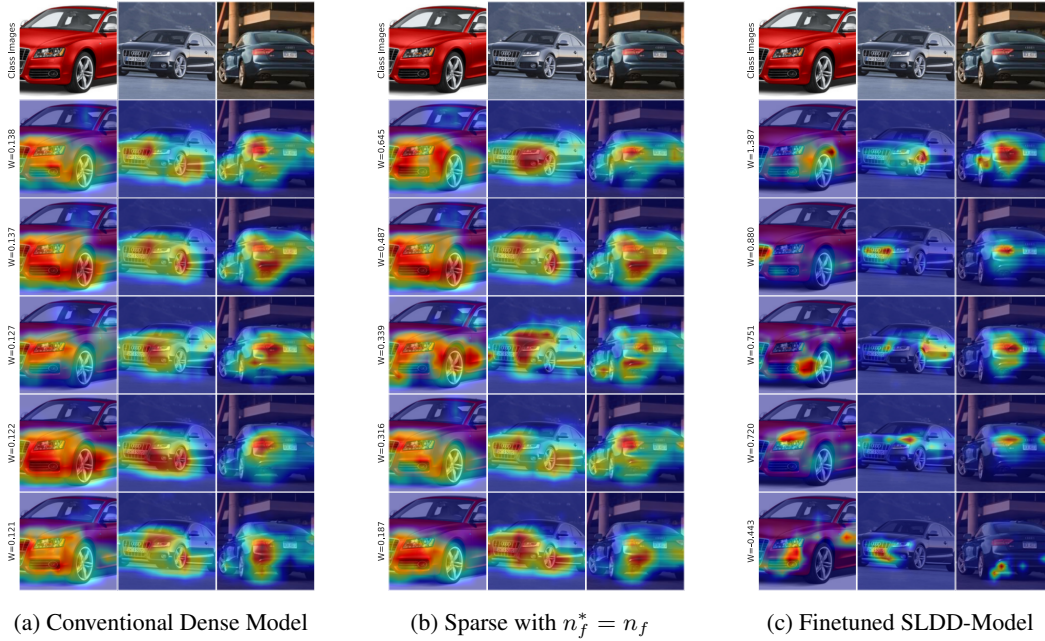 Class Images
W=0.138
W=0.137
W=0.127
W=0.122
W=0.121
(a) Conventional Dense Model
Class Images
W=0,645
W=0,487
W=0,339
W=0,316
W=0,187
(b) Sparse with n*_f = n_f
Class Images
W=1.387
W=0.880
W=0.751
W=0.720
W=-0.443
(c) Finetuned SLDD-Model